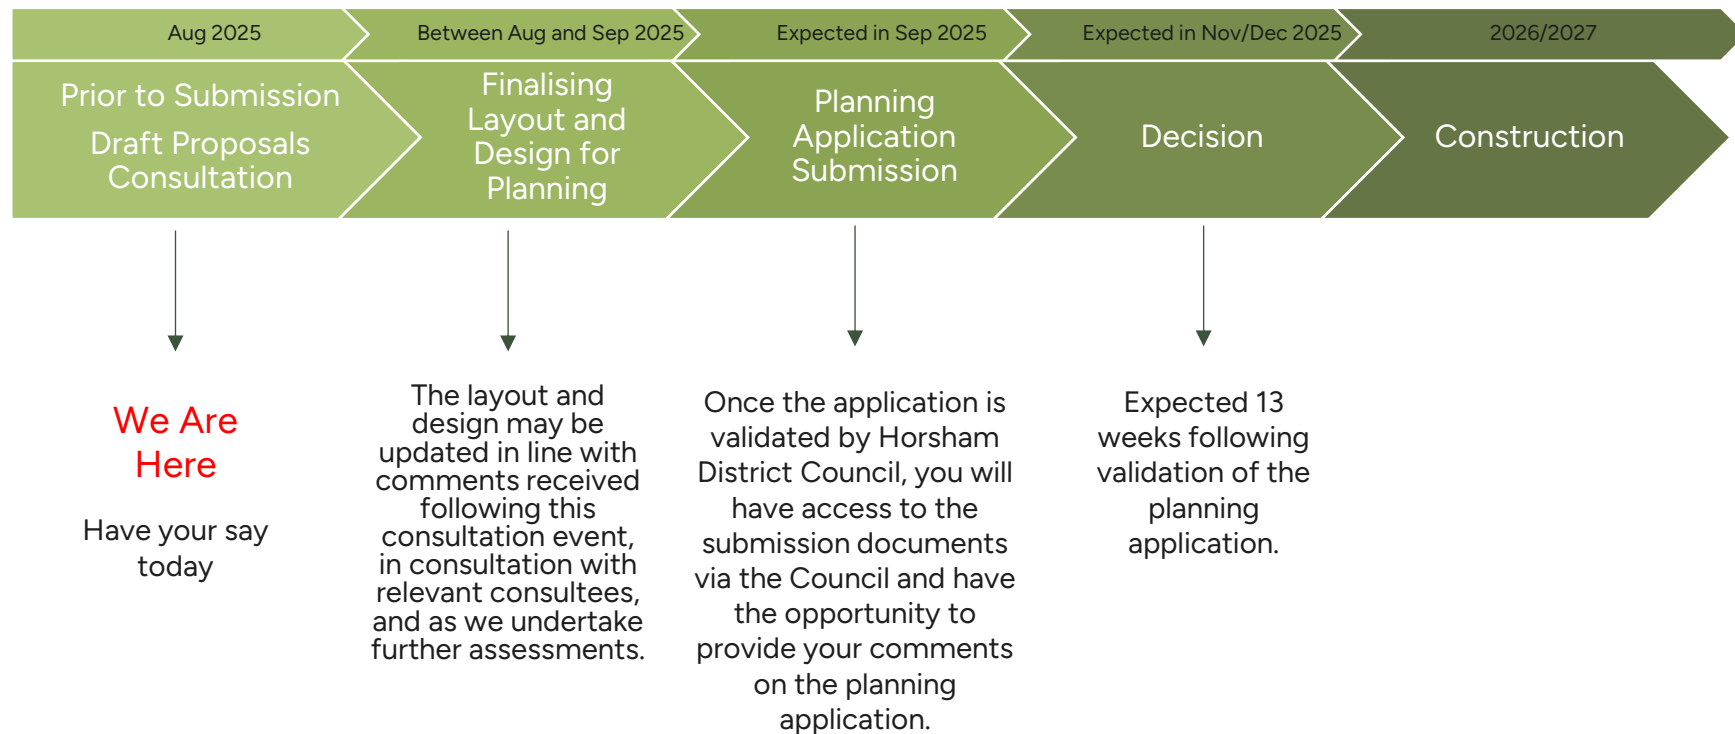 Aug 2025
Between Aug and Sep 2025
Expected in Sep 2025
Expected in Nov/Dec 2025
2026/2027
Prior to Submission
Draft Proposals
Consultation
Finalising
Layout and
Design for
Planning
Planning
Application
Submission
Decision
Construction
We Are
Here
Have your say
today
The layout and
design may be
updated in line with
comments received
following this
consultation event,
in consultation with
relevant consultees,
and as we undertake
further assessments.
Once the application is
validated by Horsham
District Council, you will
have access to the
submission documents
via the Council and have
the opportunity to
provide your comments
on the planning
application.
Expected 13
weeks following
validation of the
planning
application.